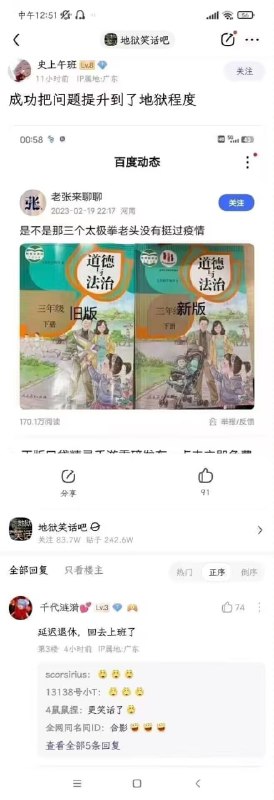 中午12:51
56
地狱笑话吧
史上午班 Lv.8
11小时前 IP属地:广东
关注
成功把问题提升到了地狱程度
00:58
百度动态
老张来聊聊
2023-02-19 22:17 河南
关注
是不是那三个太极拳老头没有挺过疫情
道德与法治
三年级
下册
旧版
道德与法治
三年级
下册
新版
170.1万阅读
举报/反馈
分享
91
地狱笑话吧
关注 83.7W 帖子 242.6W
全部回复 只看楼主
热门 正序 倒序
千代涟漪💕 Lv.3
74
延迟退休，回去上班了
第3楼 4小时前 IP属地:广东
scorsirius:
13138号小T:
4鼠鼠踝: 更笑话了
全网同名同ID: 合影
查看全部5条回复